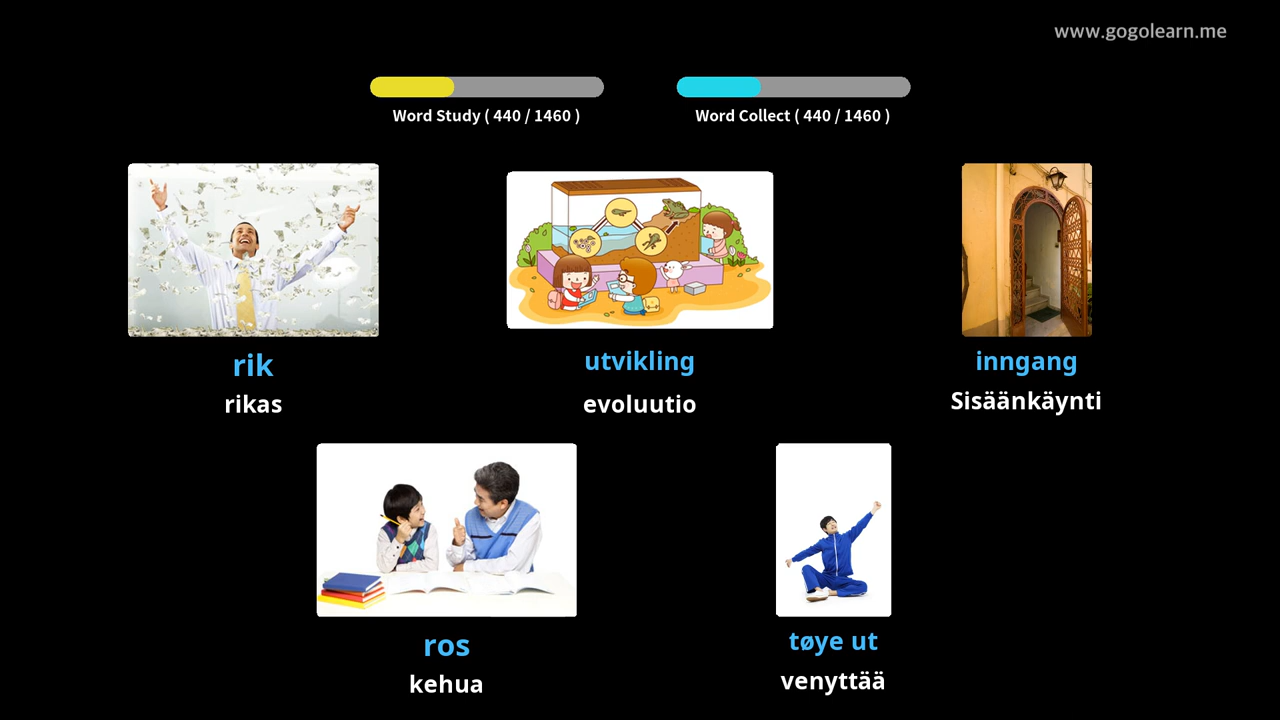 www.gogolearn.me
Word Study ( 440 / 1460 )
Word Collect ( 440 / 1460 )
rik
rikas
utvikling
evoluutio
inngang
Sisäänkäynti
ros
kehua
tøye ut
venyttää